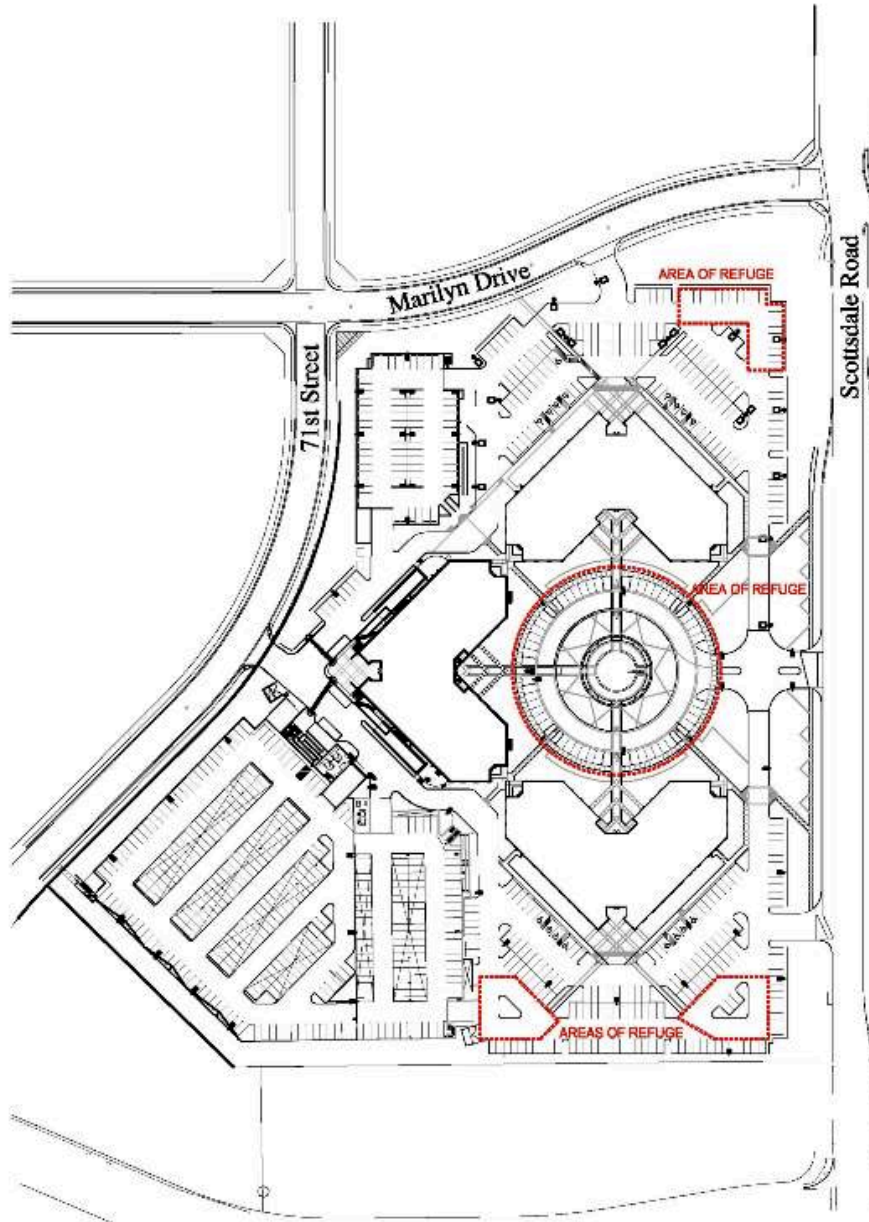 Scottsdale Road
AREA OF REFUGE
Marilyn Drive
71st Street
AREA OF REFUGE
AREAS OF REFUGE